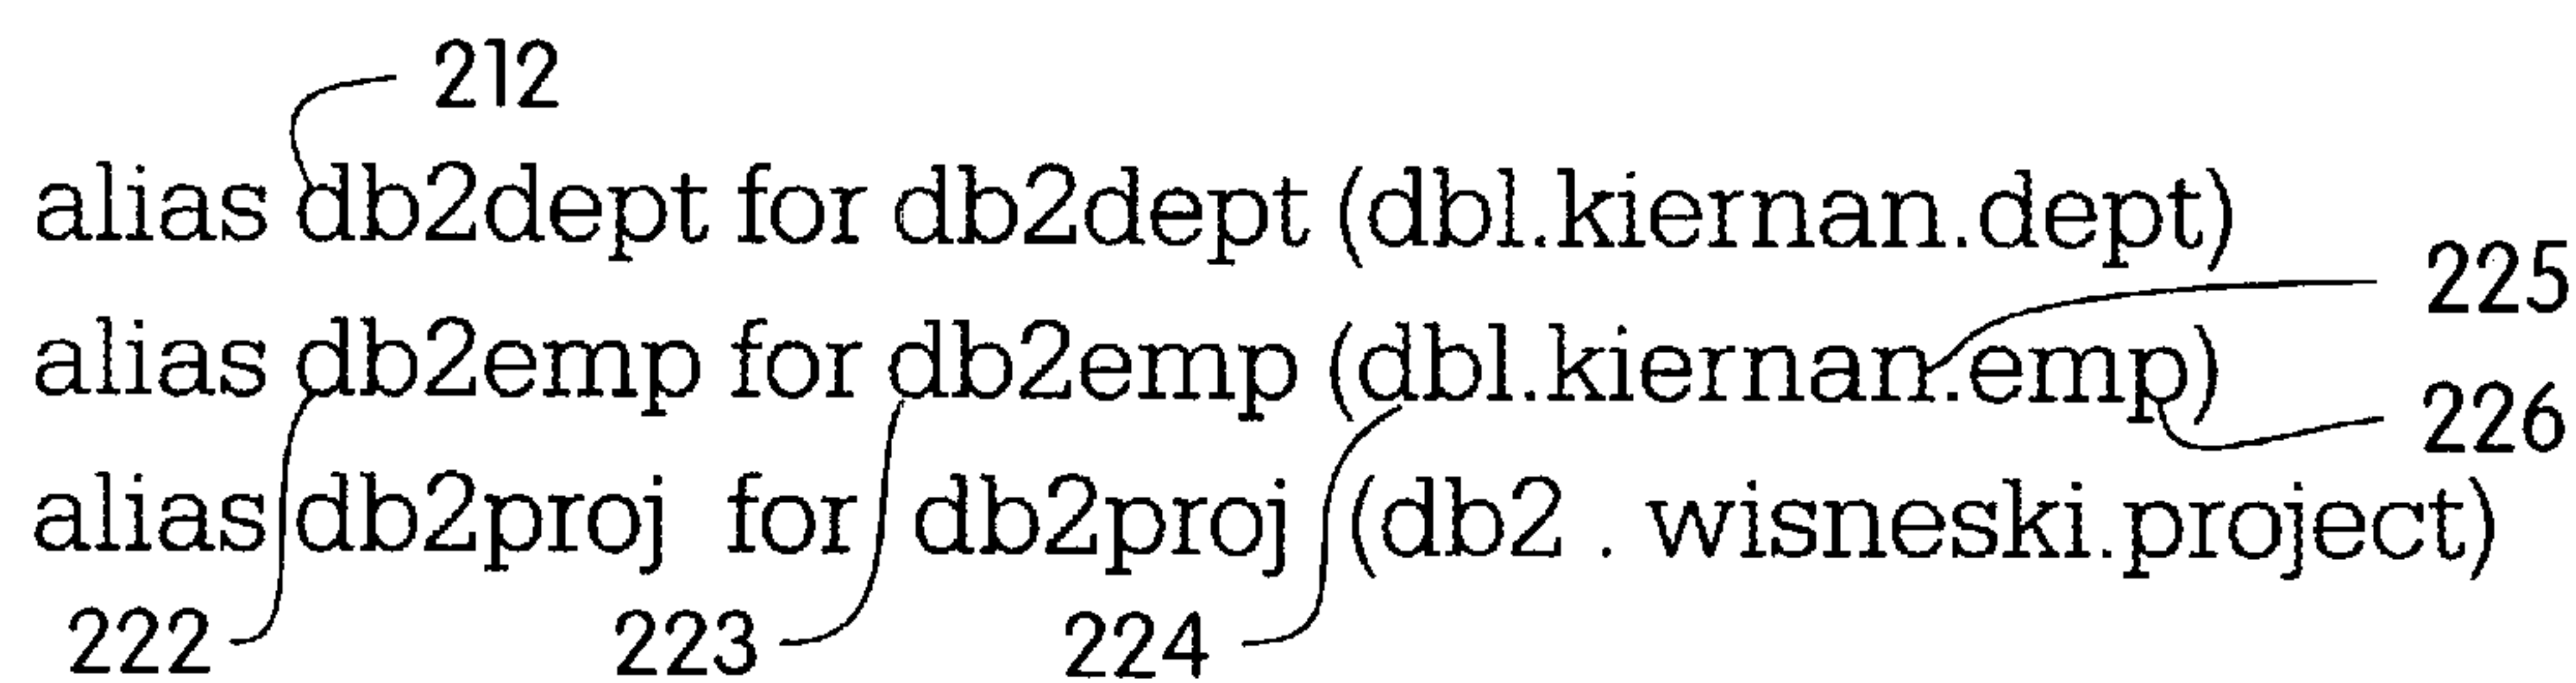 212
alias db2dept for db2dept (dbl.kiernan.dept)
225
alias db2emp for db2emp (dbl.kiernan.emp)
226
alias db2proj for db2proj (db2 . wisneski.project)
222 223 224